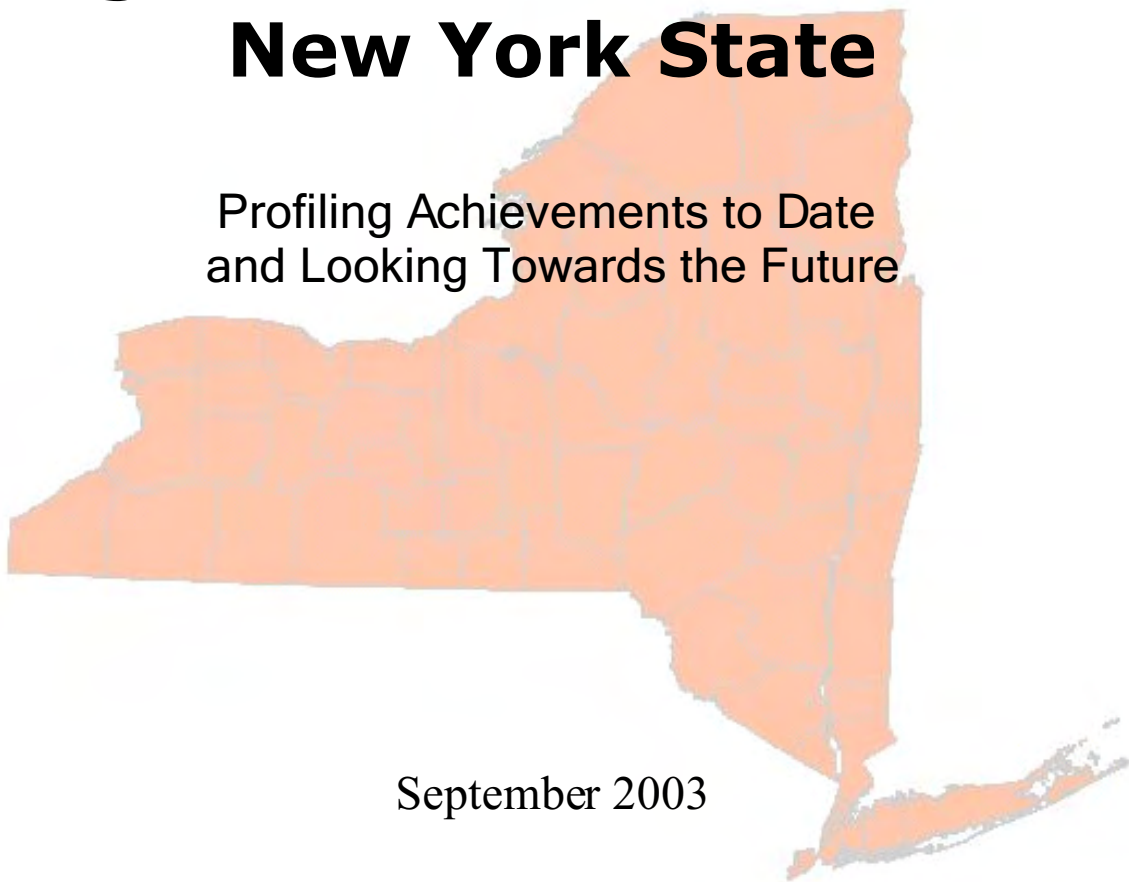 New York State
Profiling Achievements to Date
and Looking Towards the Future
September 2003